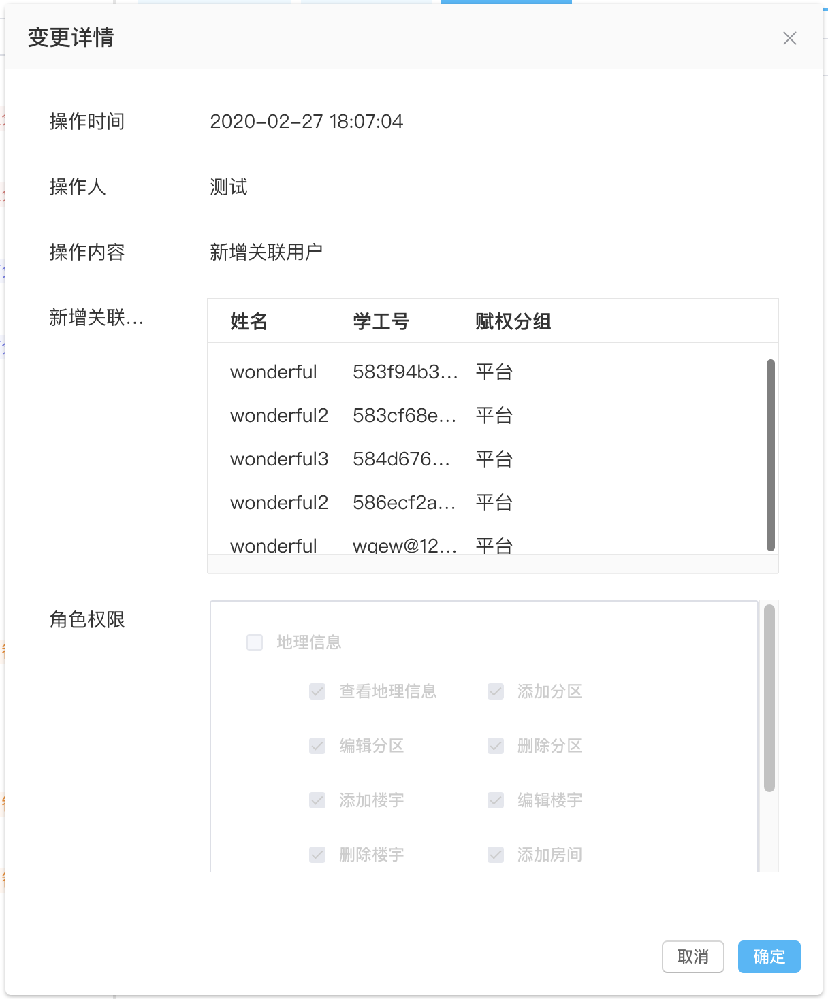 变更详情
操作时间 2020-02-27 18:07:04
操作人 测试
操作内容 新增关联用户
新增关联...
姓名 学工号 赋权分组
wonderful 583f94b3... 平台
wonderful2 583cf68e... 平台
wonderful3 584d676... 平台
wonderful2 586ecf2a... 平台
wonderful wqew@12... 平台
角色权限
地理信息
查看地理信息 添加分区
编辑分区 删除分区
添加楼宇 编辑楼宇
删除楼宇 添加房间
取消 确定